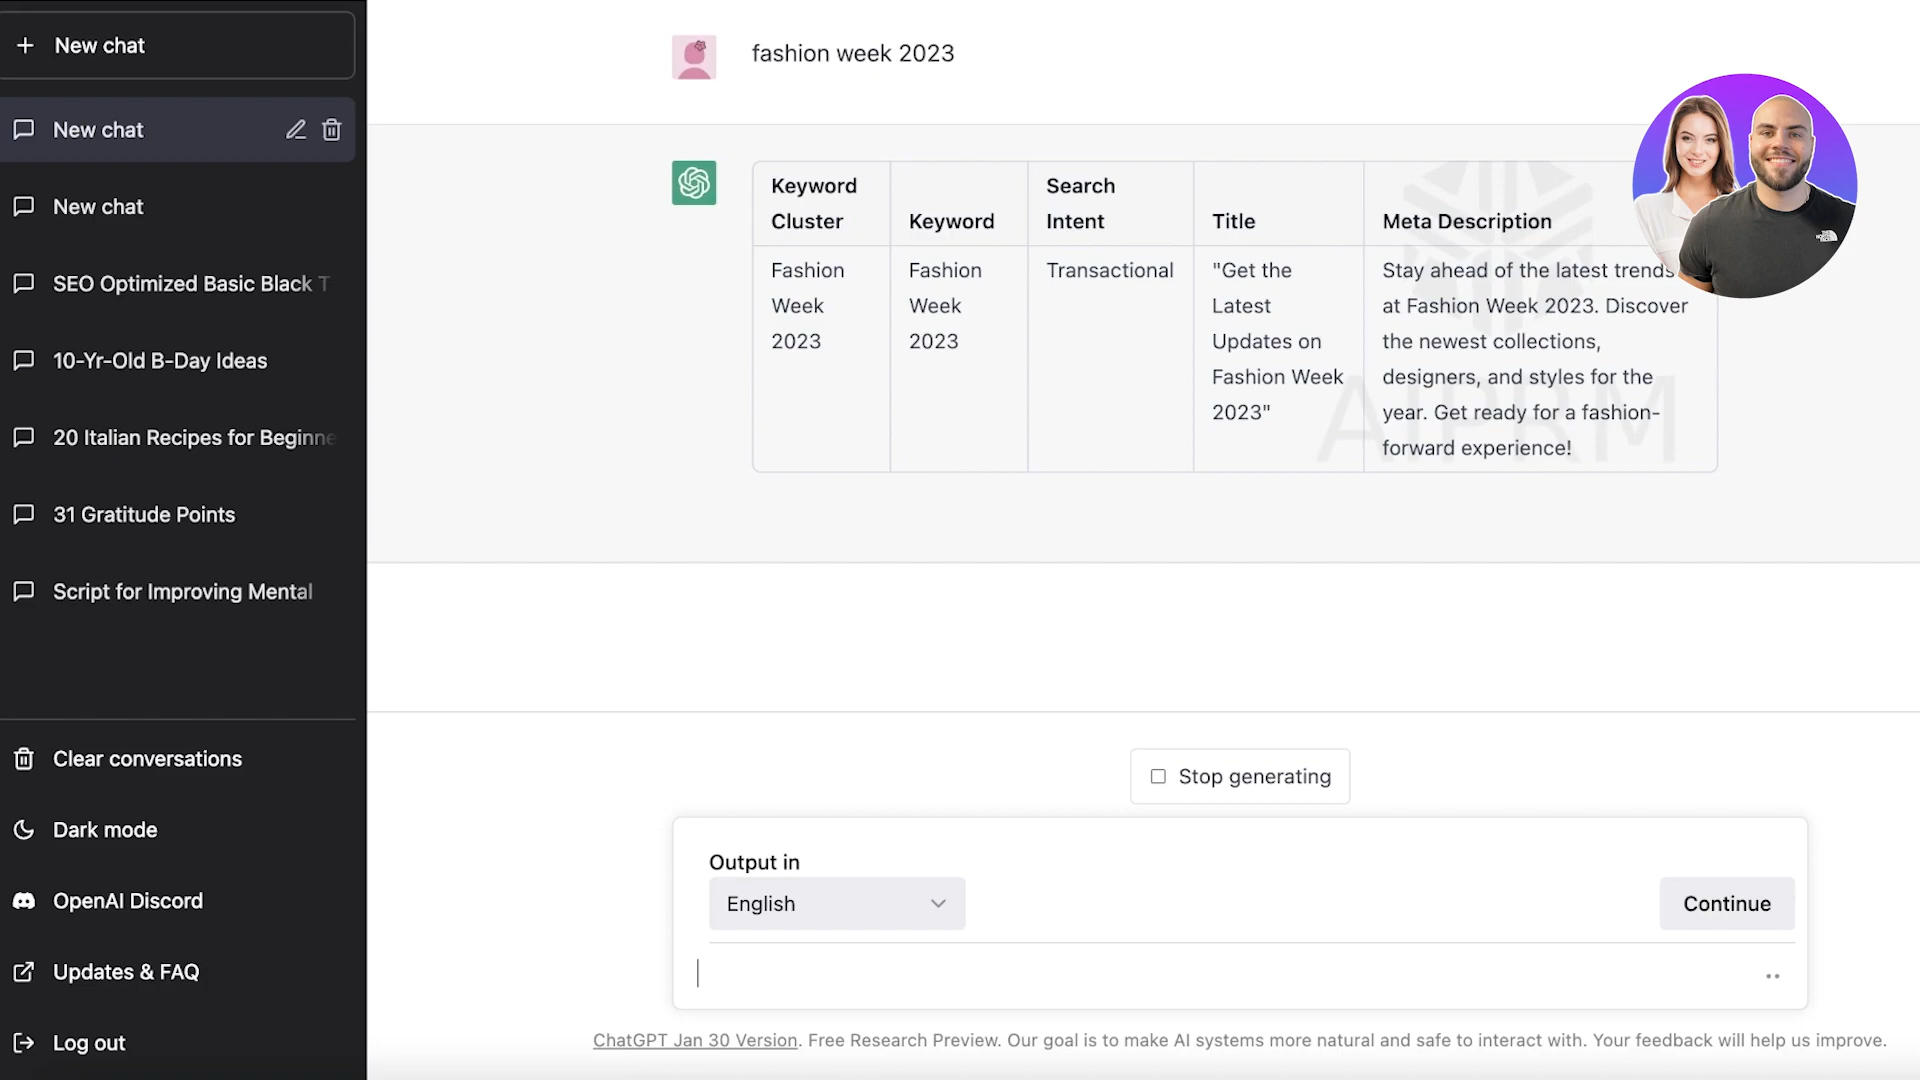 New chat
New chat
New chat
SEO Optimized Basic Black T
10-Yr-Old B-Day Ideas
20 Italian Recipes for Beginne
31 Gratitude Points
Script for Improving Mental
Clear conversations
Dark mode
OpenAI Discord
Updates & FAQ
Log out
fashion week 2023
Keyword
Cluster
Keyword
Search
Intent
Title
Meta Description
Fashion
Week
2023
Fashion
Week
2023
Transactional
"Get the
Latest
Updates on
Fashion Week
2023"
Stay ahead of the latest trends
at Fashion Week 2023. Discover
the newest collections,
designers, and styles for the
year. Get ready for a fashion-
forward experience!
AIPRM
Stop generating
Output in
English
Continue
ChatGPT Jan 30 Version. Free Research Preview. Our goal is to make AI systems more natural and safe to interact with. Your feedback will help us improve.